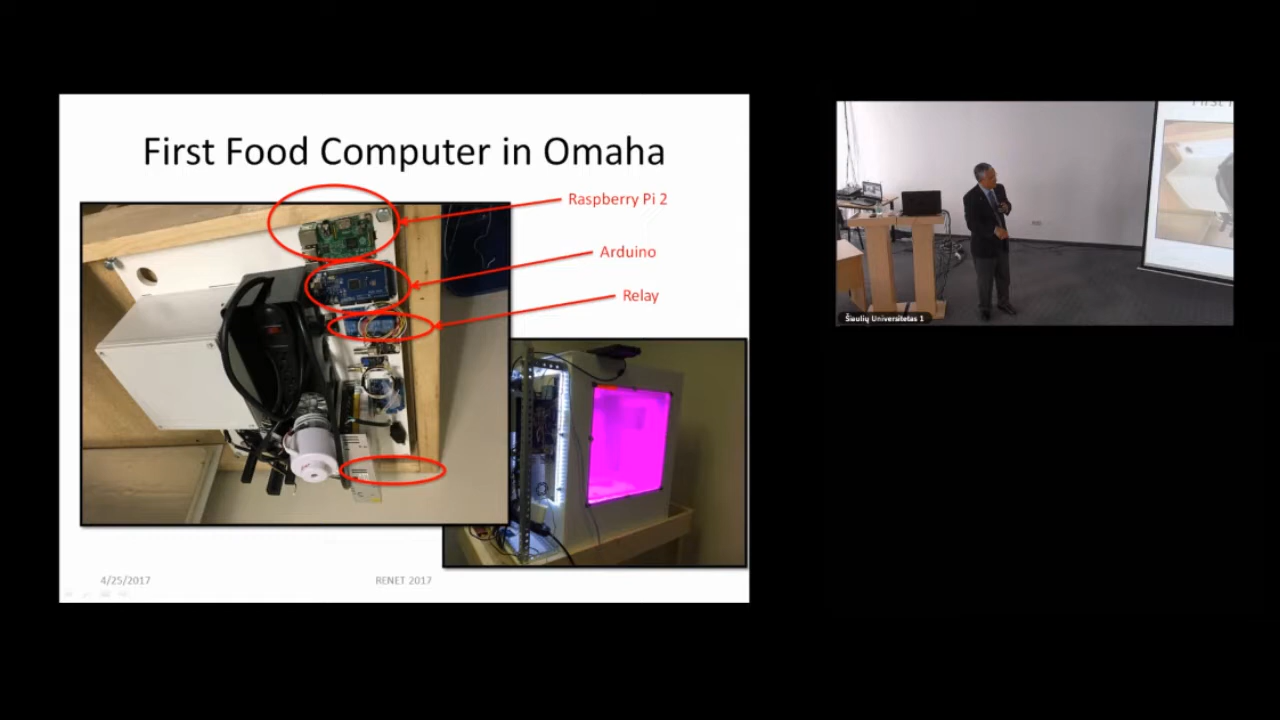 First Food Computer in Omaha
Raspberry Pi 2
Arduino
Relay
4/25/2017
RENET 2017
Šiaulių Universitetas 1